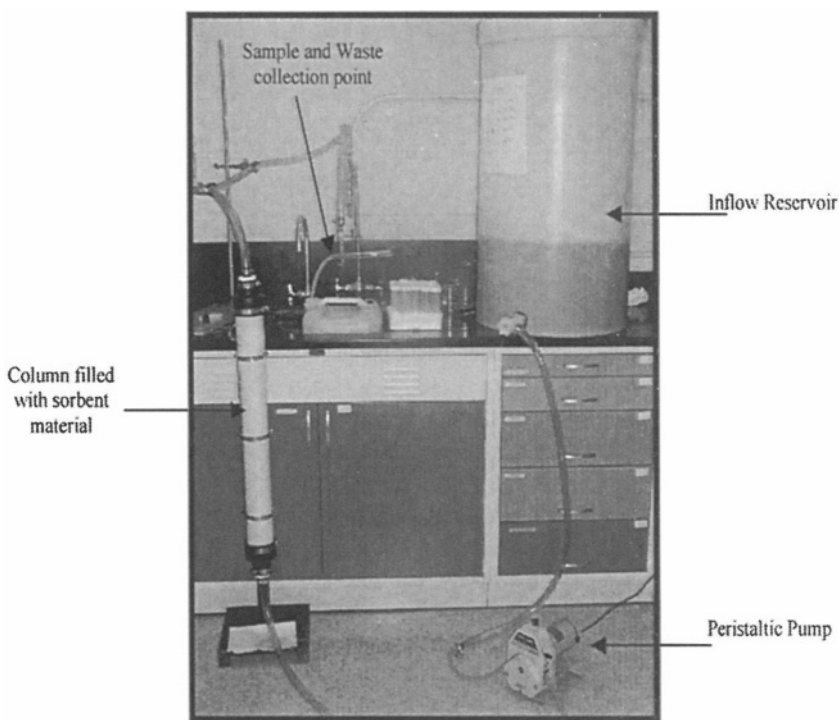 Sample and Waste
collection point
Inflow Reservoir
Column filled
with sorbent
material
Peristaltic Pump